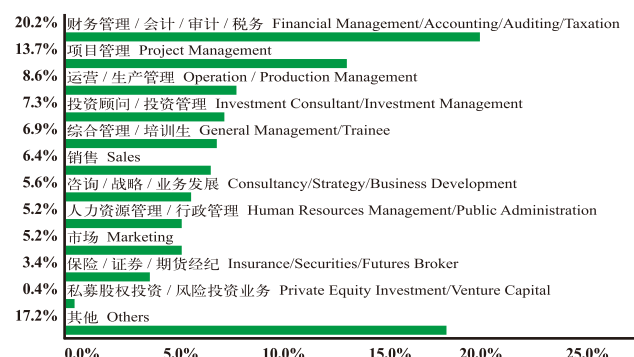 20.2% 财务管理 / 会计 / 审计 / 税务 Financial Management/Accounting/Auditing/Taxation
13.7% 项目管理 Project Management
8.6% 运营 / 生产管理 Operation / Production Management
7.3% 投资顾问 / 投资管理 Investment Consultant/Investment Management
6.9% 综合管理 / 培训生 General Management/Trainee
6.4% 销售 Sales
5.6% 咨询 / 战略 / 业务发展 Consultancy/Strategy/Business Development
5.2% 人力资源管理 / 行政管理 Human Resources Management/Public Administration
5.2% 市场 Marketing
3.4% 保险 / 证券 / 期货经纪 Insurance/Securities/Futures Broker
0.4% 私募股权投资 / 风险投资业务 Private Equity Investment/Venture Capital
17.2% 其他 Others
0.0% 5.0% 10.0% 15.0% 20.0% 25.0%